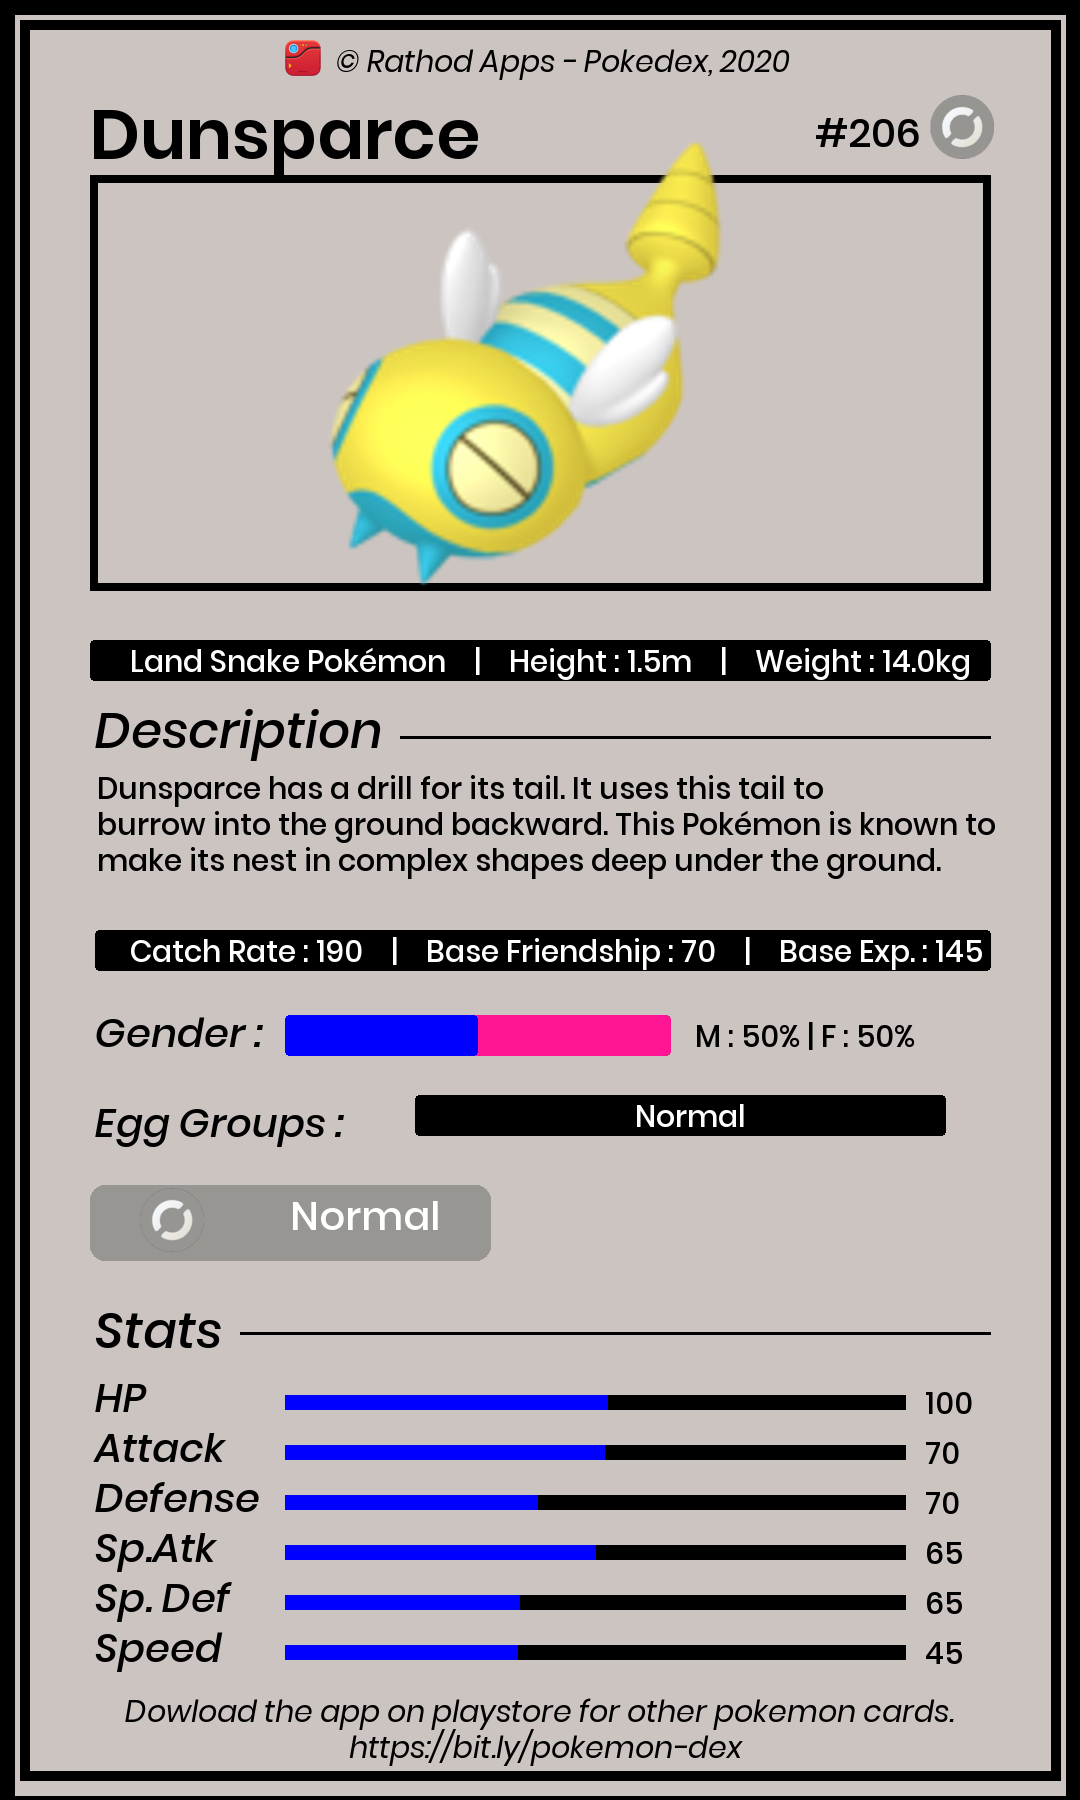 © Rathod Apps - Pokedex, 2020
Dunsparce
#206
Land Snake Pokémon | Height : 1.5m | Weight : 14.0kg
Description
Dunsparce has a drill for its tail. It uses this tail to
burrow into the ground backward. This Pokémon is known to
make its nest in complex shapes deep under the ground.
Catch Rate : 190 | Base Friendship : 70 | Base Exp. : 145
Gender : M : 50% | F : 50%
Egg Groups : Normal
Normal
Stats
HP 100
Attack 70
Defense 70
Sp.Atk 65
Sp. Def 65
Speed 45
Dowload the app on playstore for other pokemon cards.
https://bit.ly/pokemon-dex